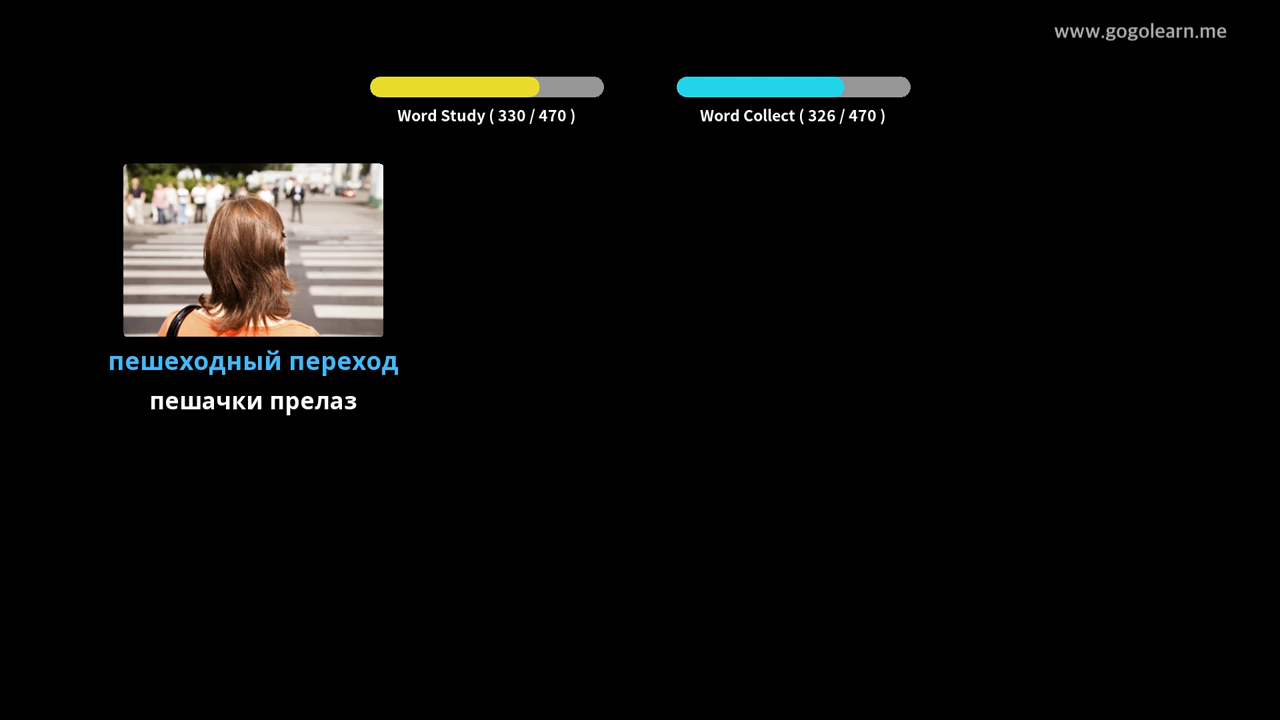 www.gogolearn.me
Word Study ( 330 / 470 )
Word Collect ( 326 / 470 )
пешеходный переход
пешачки прелаз